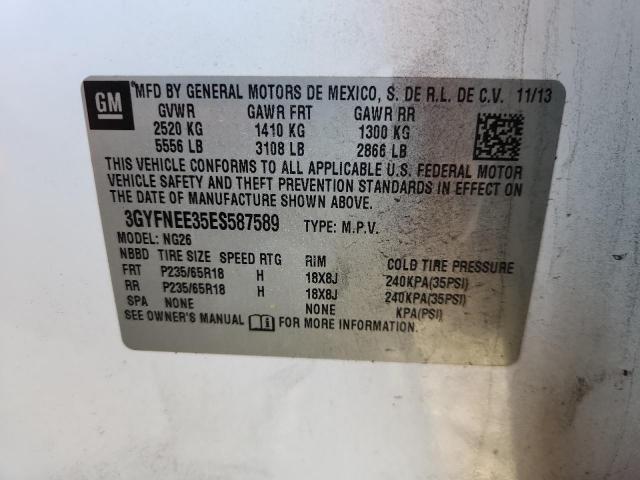 GM *MFD BY GENERAL MOTORS DE MEXICO, S. DE R.L. DE C.V. 11/13
GVWR GAWR FRT GAWR RR
2520 KG 1410 KG 1300 KG
5556 LB 3108 LB 2866 LB
THIS VEHICLE CONFORMS TO ALL APPLICABLE U.S. FEDERAL MOTOR
VEHICLE SAFETY AND THEFT PREVENTION STANDARDS IN EFFECT ON
THE DATE OF MANUFACTURE SHOWN ABOVE.
3GYFNEE35ES587589 TYPE: M.P.V.
MODEL: NG26
NBBD TIRE SIZE SPEED RTG RIM COLD TIRE PRESSURE
FRT P235/65R18 H 18X8J 240KPA(35PSI)
RR P235/65R18 H 18X8J 240KPA(35PSI)
SPA NONE NONE KPA(PSI)
SEE OWNER'S MANUAL FOR MORE INFORMATION.